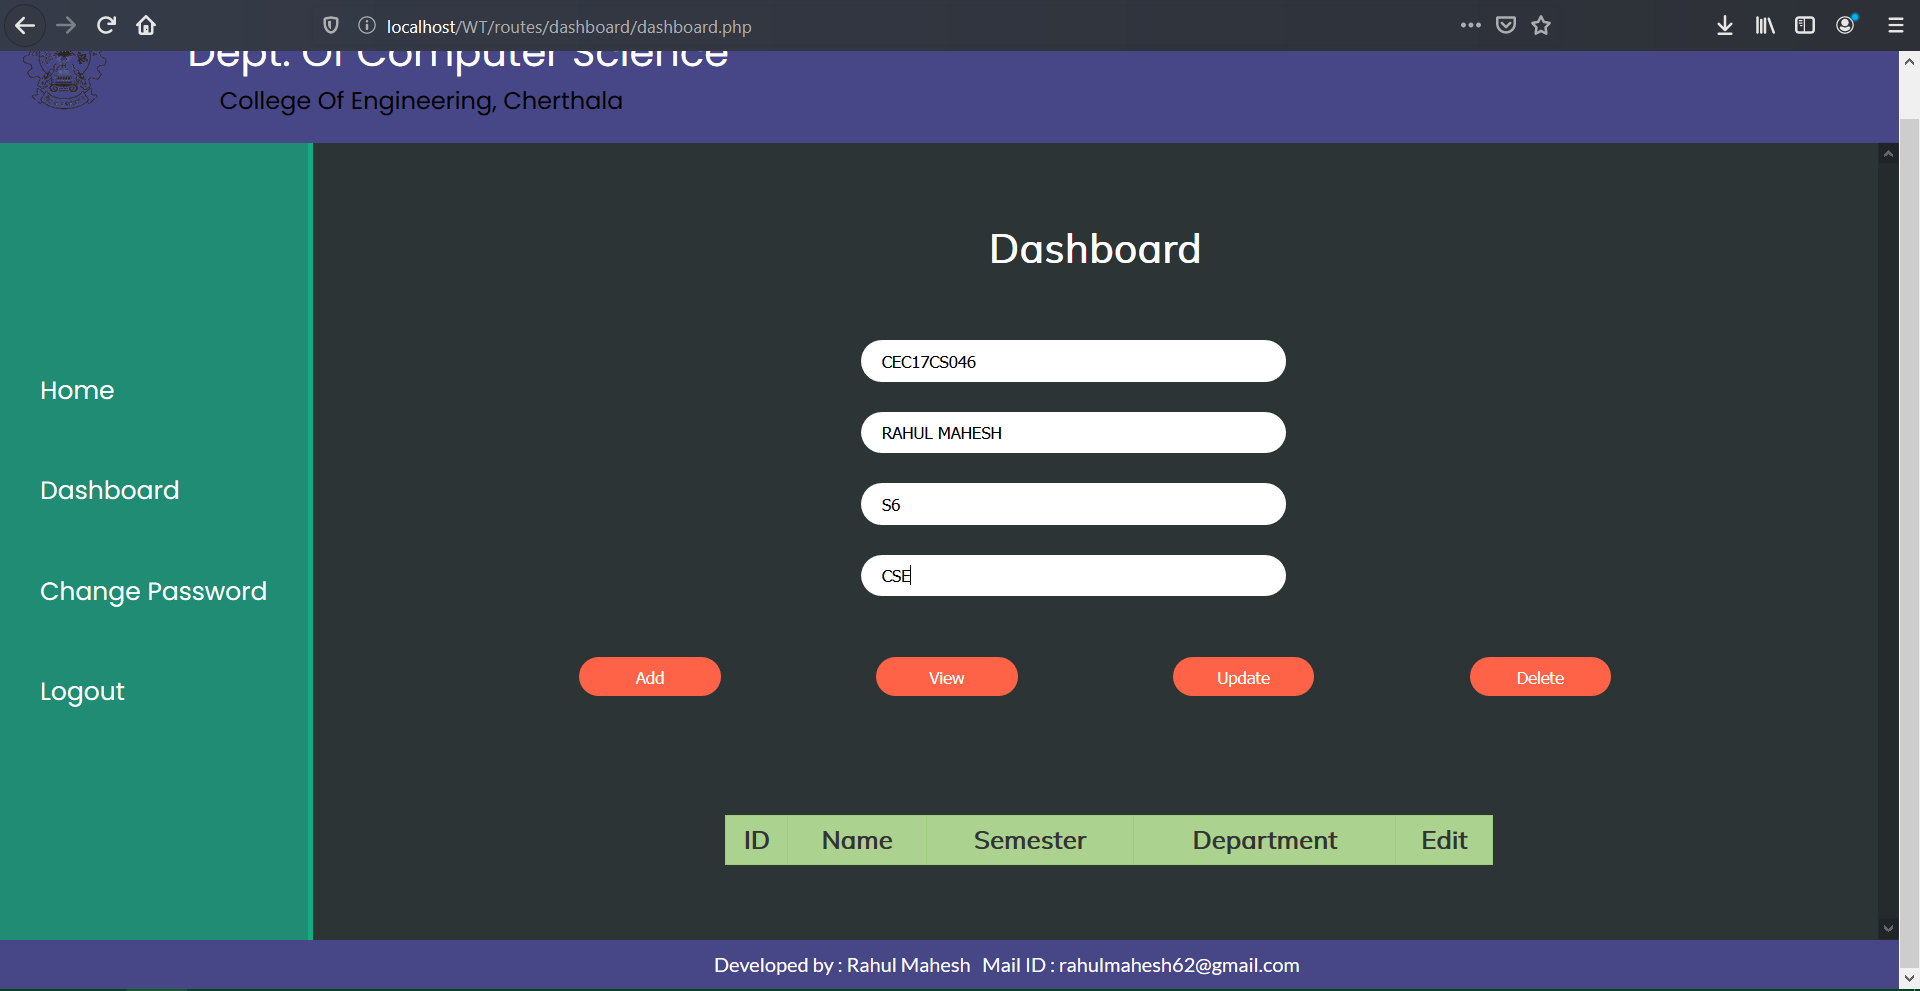 localhost/WT/routes/dashboard/dashboard.php
Dept. Of Computer Science
College Of Engineering, Cherthala
Home
Dashboard
Change Password
Logout
Dashboard
CEC17CS046
RAHUL MAHESH
S6
CSE
Add View Update Delete
ID Name Semester Department Edit
Developed by : Rahul Mahesh Mail ID : rahulmahesh62@gmail.com